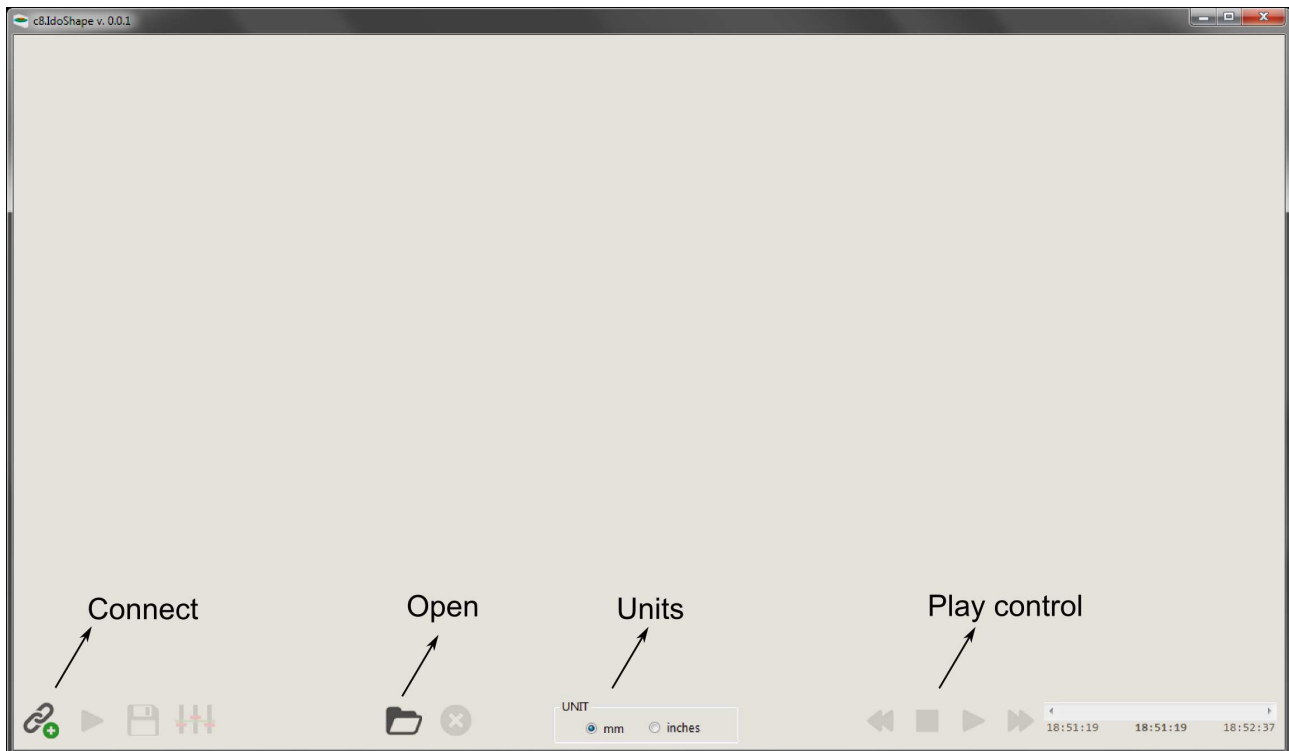 c8.IdoShape v. 0.0.1
Connect
Open
Units
Play control
UNIT
mm inches
18:51:19 18:51:19 18:52:37